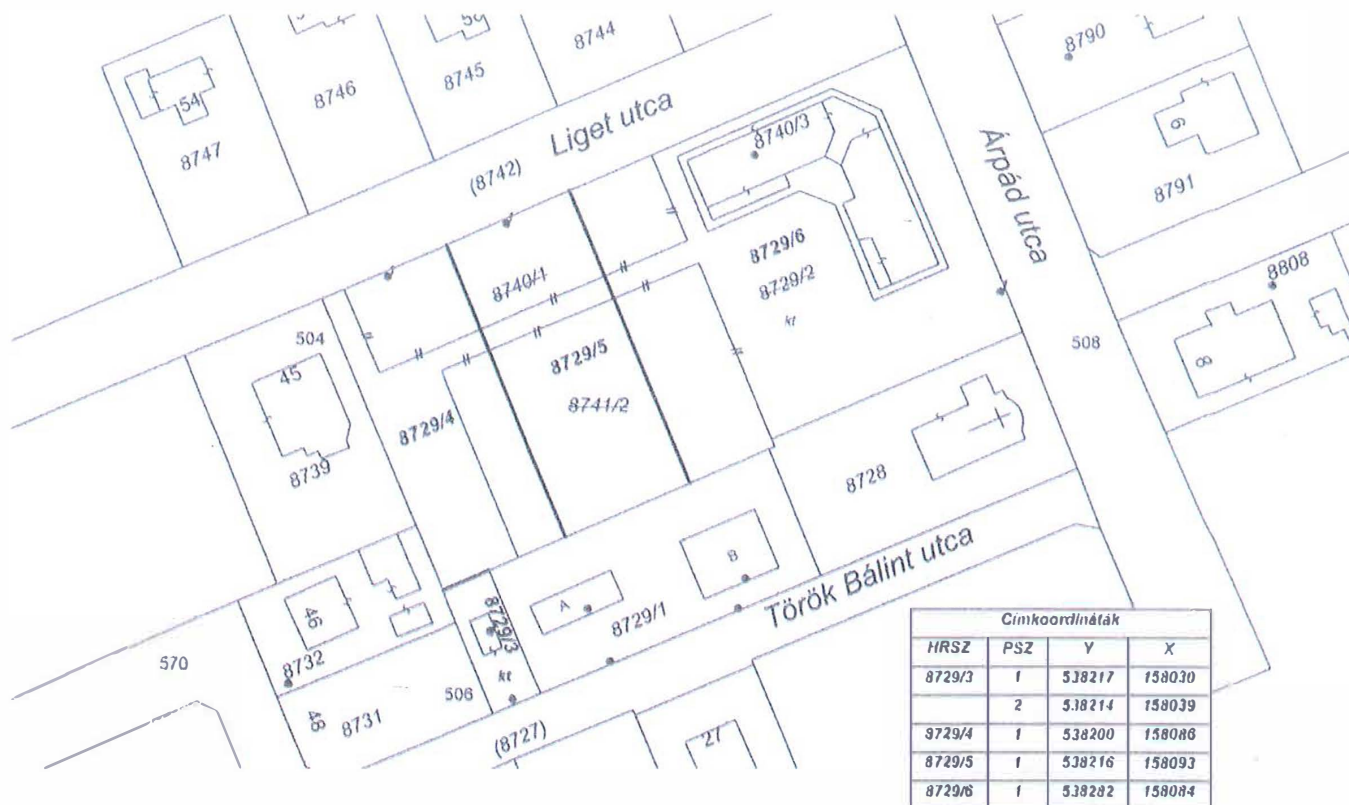 8744
8745
8746
54
8747
8790
Liget utca
(8742)
8740/3
6
8791
Árpád utca
8729/6
8729/2
kt
8808
8740/1
504
45
8729/5
8741/2
508
8
8729/4
8739
8728
B
A
8729/3
8729/1
Török Bálint utca
46
8732
570
kt
506
48
8731
(8727)
27
Címkoordináták
HRSZ PSZ Y X
8729/3 1 538217 158030
2 538214 158039
8729/4 1 538200 158086
8729/5 1 538216 158093
8729/6 1 538282 158084